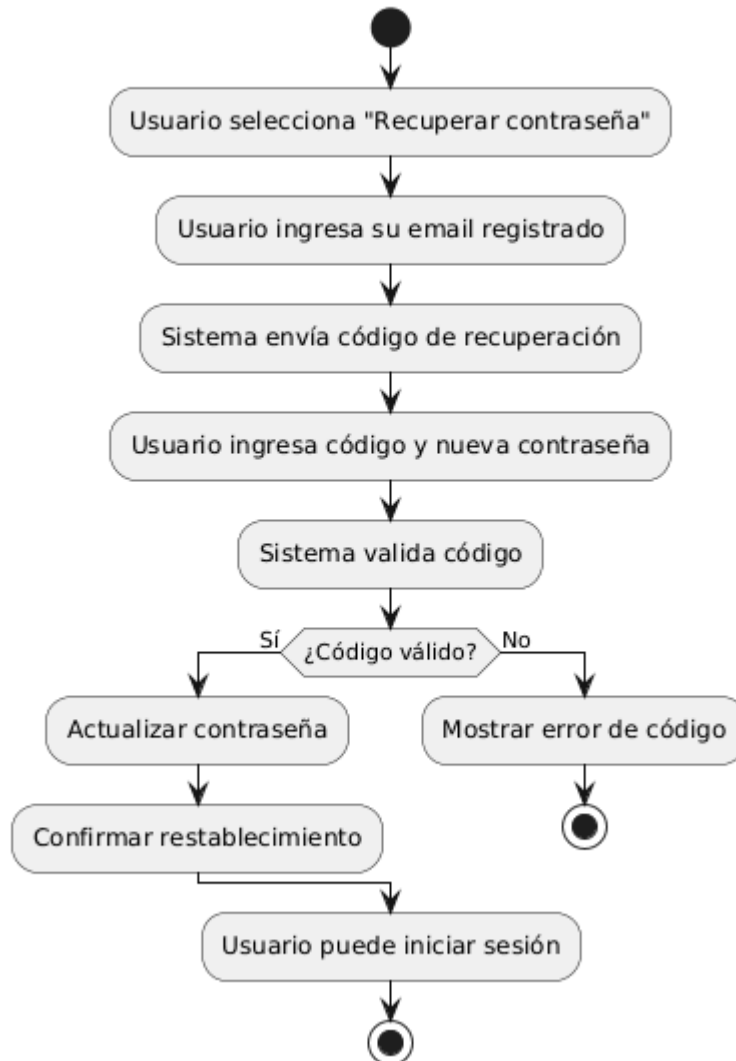 Usuario selecciona "Recuperar contraseña"
Usuario ingresa su email registrado
Sistema envía código de recuperación
Usuario ingresa código y nueva contraseña
Sistema valida código
Sí
¿Código válido?
No
Actualizar contraseña
Mostrar error de código
Confirmar restablecimiento
Usuario puede iniciar sesión